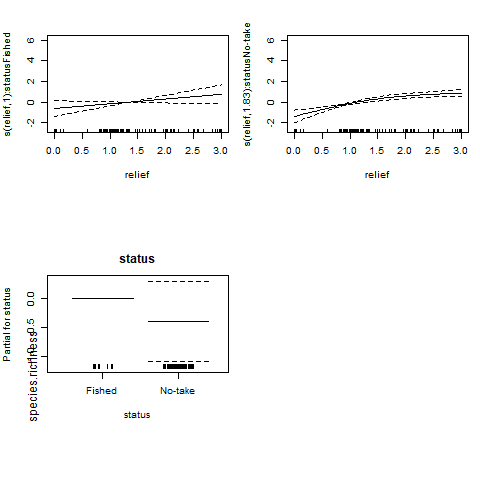 s(relief,1):statusFished
6
4
2
0
-2
0.0 0.5 1.0 1.5 2.0 2.5 3.0
relief
s(relief,1.83):statusNo-take
6
4
2
0
-2
0.0 0.5 1.0 1.5 2.0 2.5 3.0
relief
status
Partial for status
species.richness
0.0
Fished No-take
status